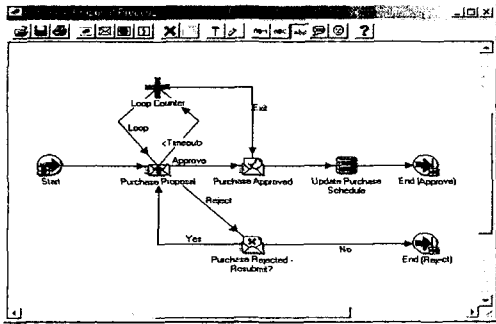 Loop Counter
Exit
Loop
<Timeout>
Approve
Start
Purchase Proposal
Purchase Approved
Update Purchase
Schedule
End (Approve)
Reject
Yes
No
Purchase Rejected -
Resubmit?
End (Reject)